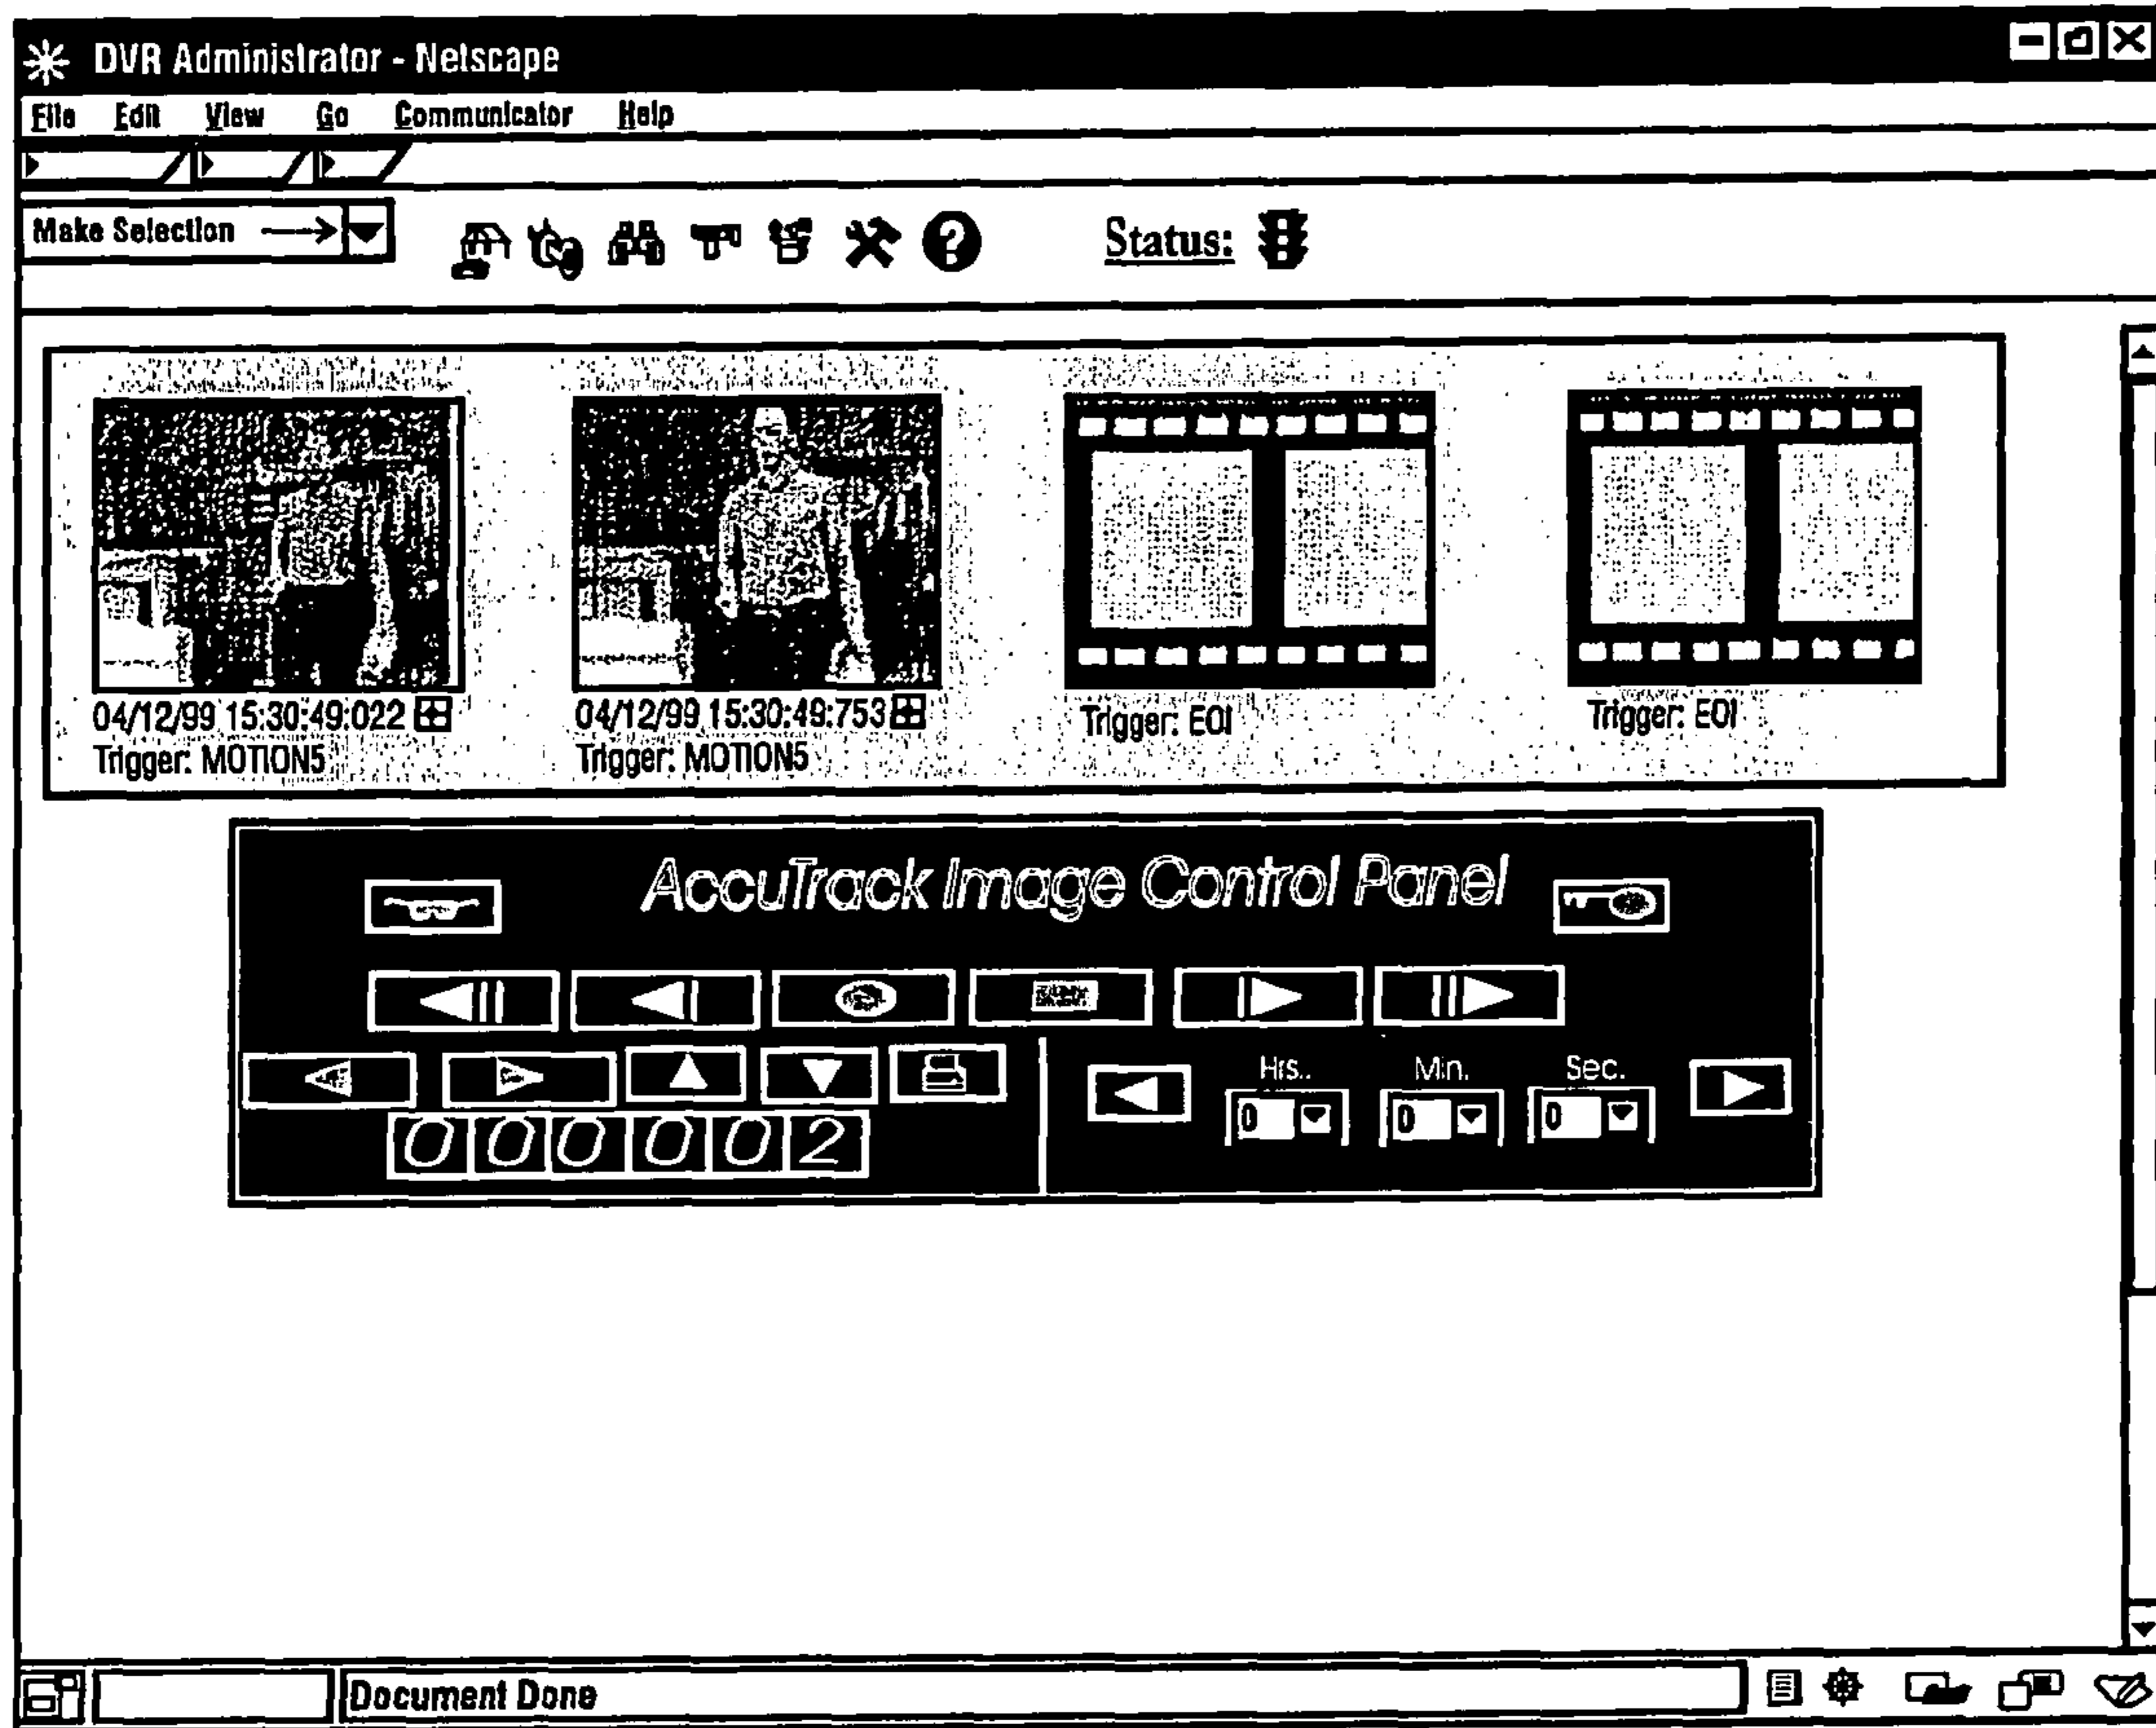 DVR Administrator - Netscape
File Edit View Go Communicator Help
Make Selection
Status:
04/12/99 15:30:49:022
Trigger: MOTION5
04/12/99 15:30:49:753
Trigger: MOTION5
Trigger: EOI
Trigger: EOI
AccuTrack Image Control Panel
Hrs.. Min. Sec.
0 0 0
000002
Document Done